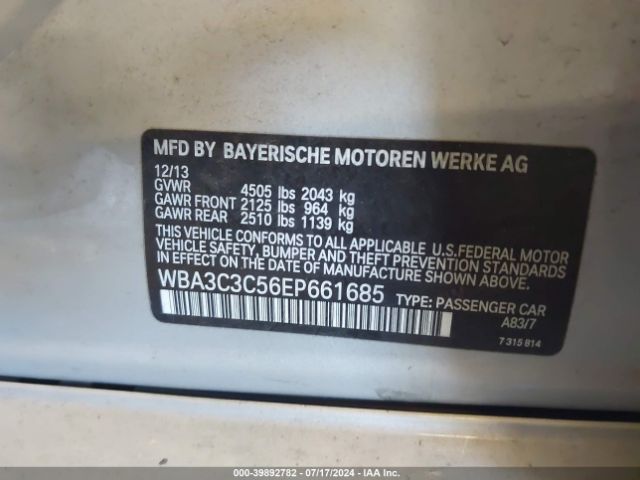 MFD BY BAYERISCHE MOTOREN WERKE AG
12/13
GVWR 4505 lbs 2043 kg
GAWR FRONT 2125 lbs 964 kg
GAWR REAR 2510 lbs 1139 kg
THIS VEHICLE CONFORMS TO ALL APPLICABLE U.S.FEDERAL MOTOR
VEHICLE SAFETY, BUMPER AND THEFT PREVENTION STANDARDS
IN EFFECT ON THE DATE OF MANUFACTURE SHOWN ABOVE.
WBA3C3C56EP661685 TYPE: PASSENGER CAR
A83/7
7 315 814
000-39892782 - 07/17/2024 - IAA Inc.